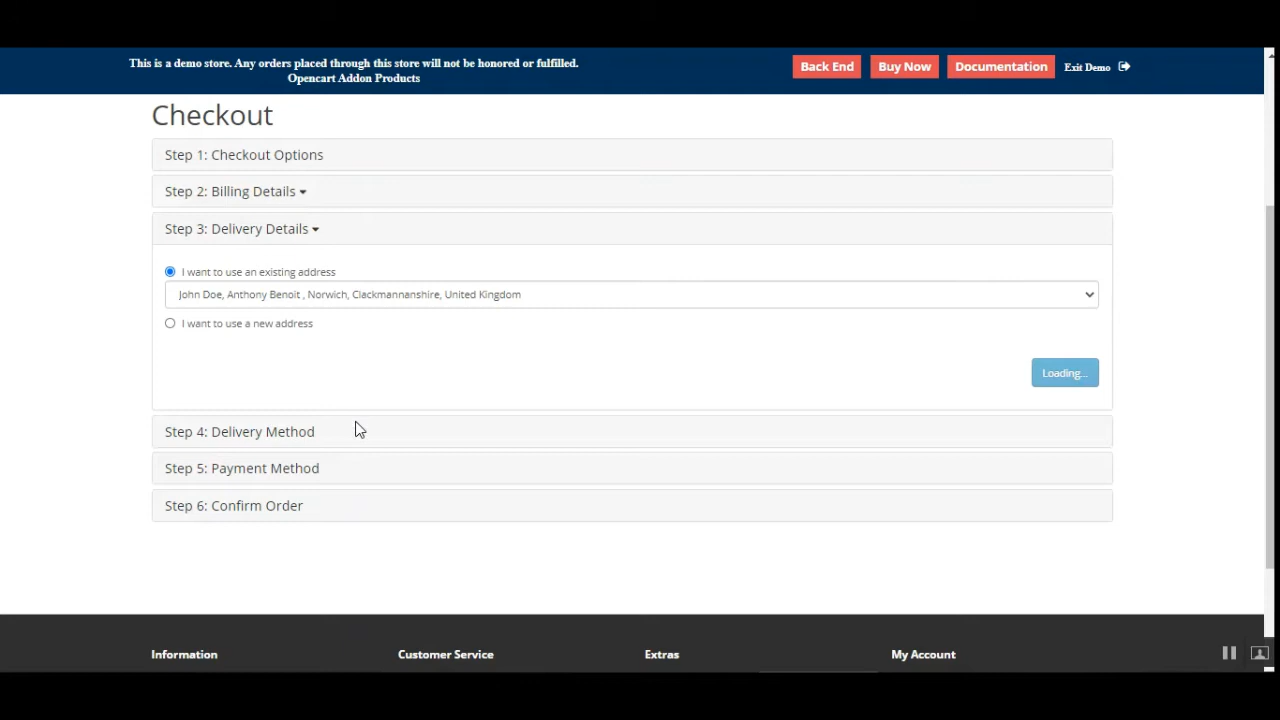 This is a demo store. Any orders placed through this store will not be honored or fulfilled.
Opencart Addon Products
Back End
Buy Now
Documentation
Exit Demo
Checkout
Step 1: Checkout Options
Step 2: Billing Details
Step 3: Delivery Details
I want to use an existing address
John Doe, Anthony Benoit , Norwich, Clackmannanshire, United Kingdom
I want to use a new address
Loading...
Step 4: Delivery Method
Step 5: Payment Method
Step 6: Confirm Order
Information
Customer Service
Extras
My Account